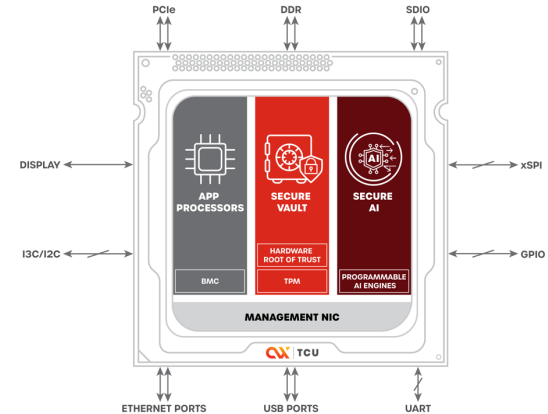 PCIe
DDR
SDIO
DISPLAY
xSPI
I3C/I2C
GPIO
AI
APP
PROCESSORS
BMC
SECURE
VAULT
HARDWARE
ROOT OF TRUST
TPM
SECURE
AI
PROGRAMMABLE
AI ENGINES
MANAGEMENT NIC
TCU
ETHERNET PORTS
USB PORTS
UART